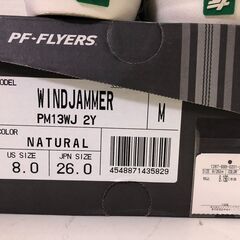 PF-FLYERS
MODEL
WINDJAMMER
PM13WJ 2Y
M
COLOR
NATURAL
US SIZE
JPN SIZE
8.0
26.0
4548871435829